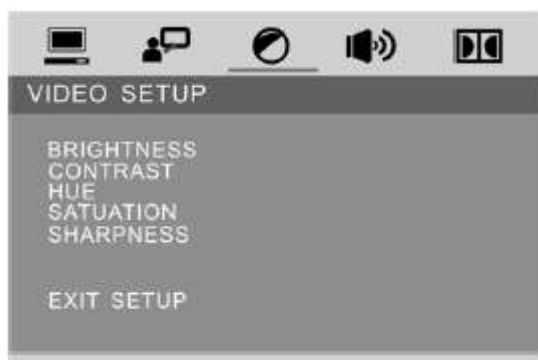 VIDEO SETUP
BRIGHTNESS
CONTRAST
HUE
SATUATION
SHARPNESS
EXIT SETUP